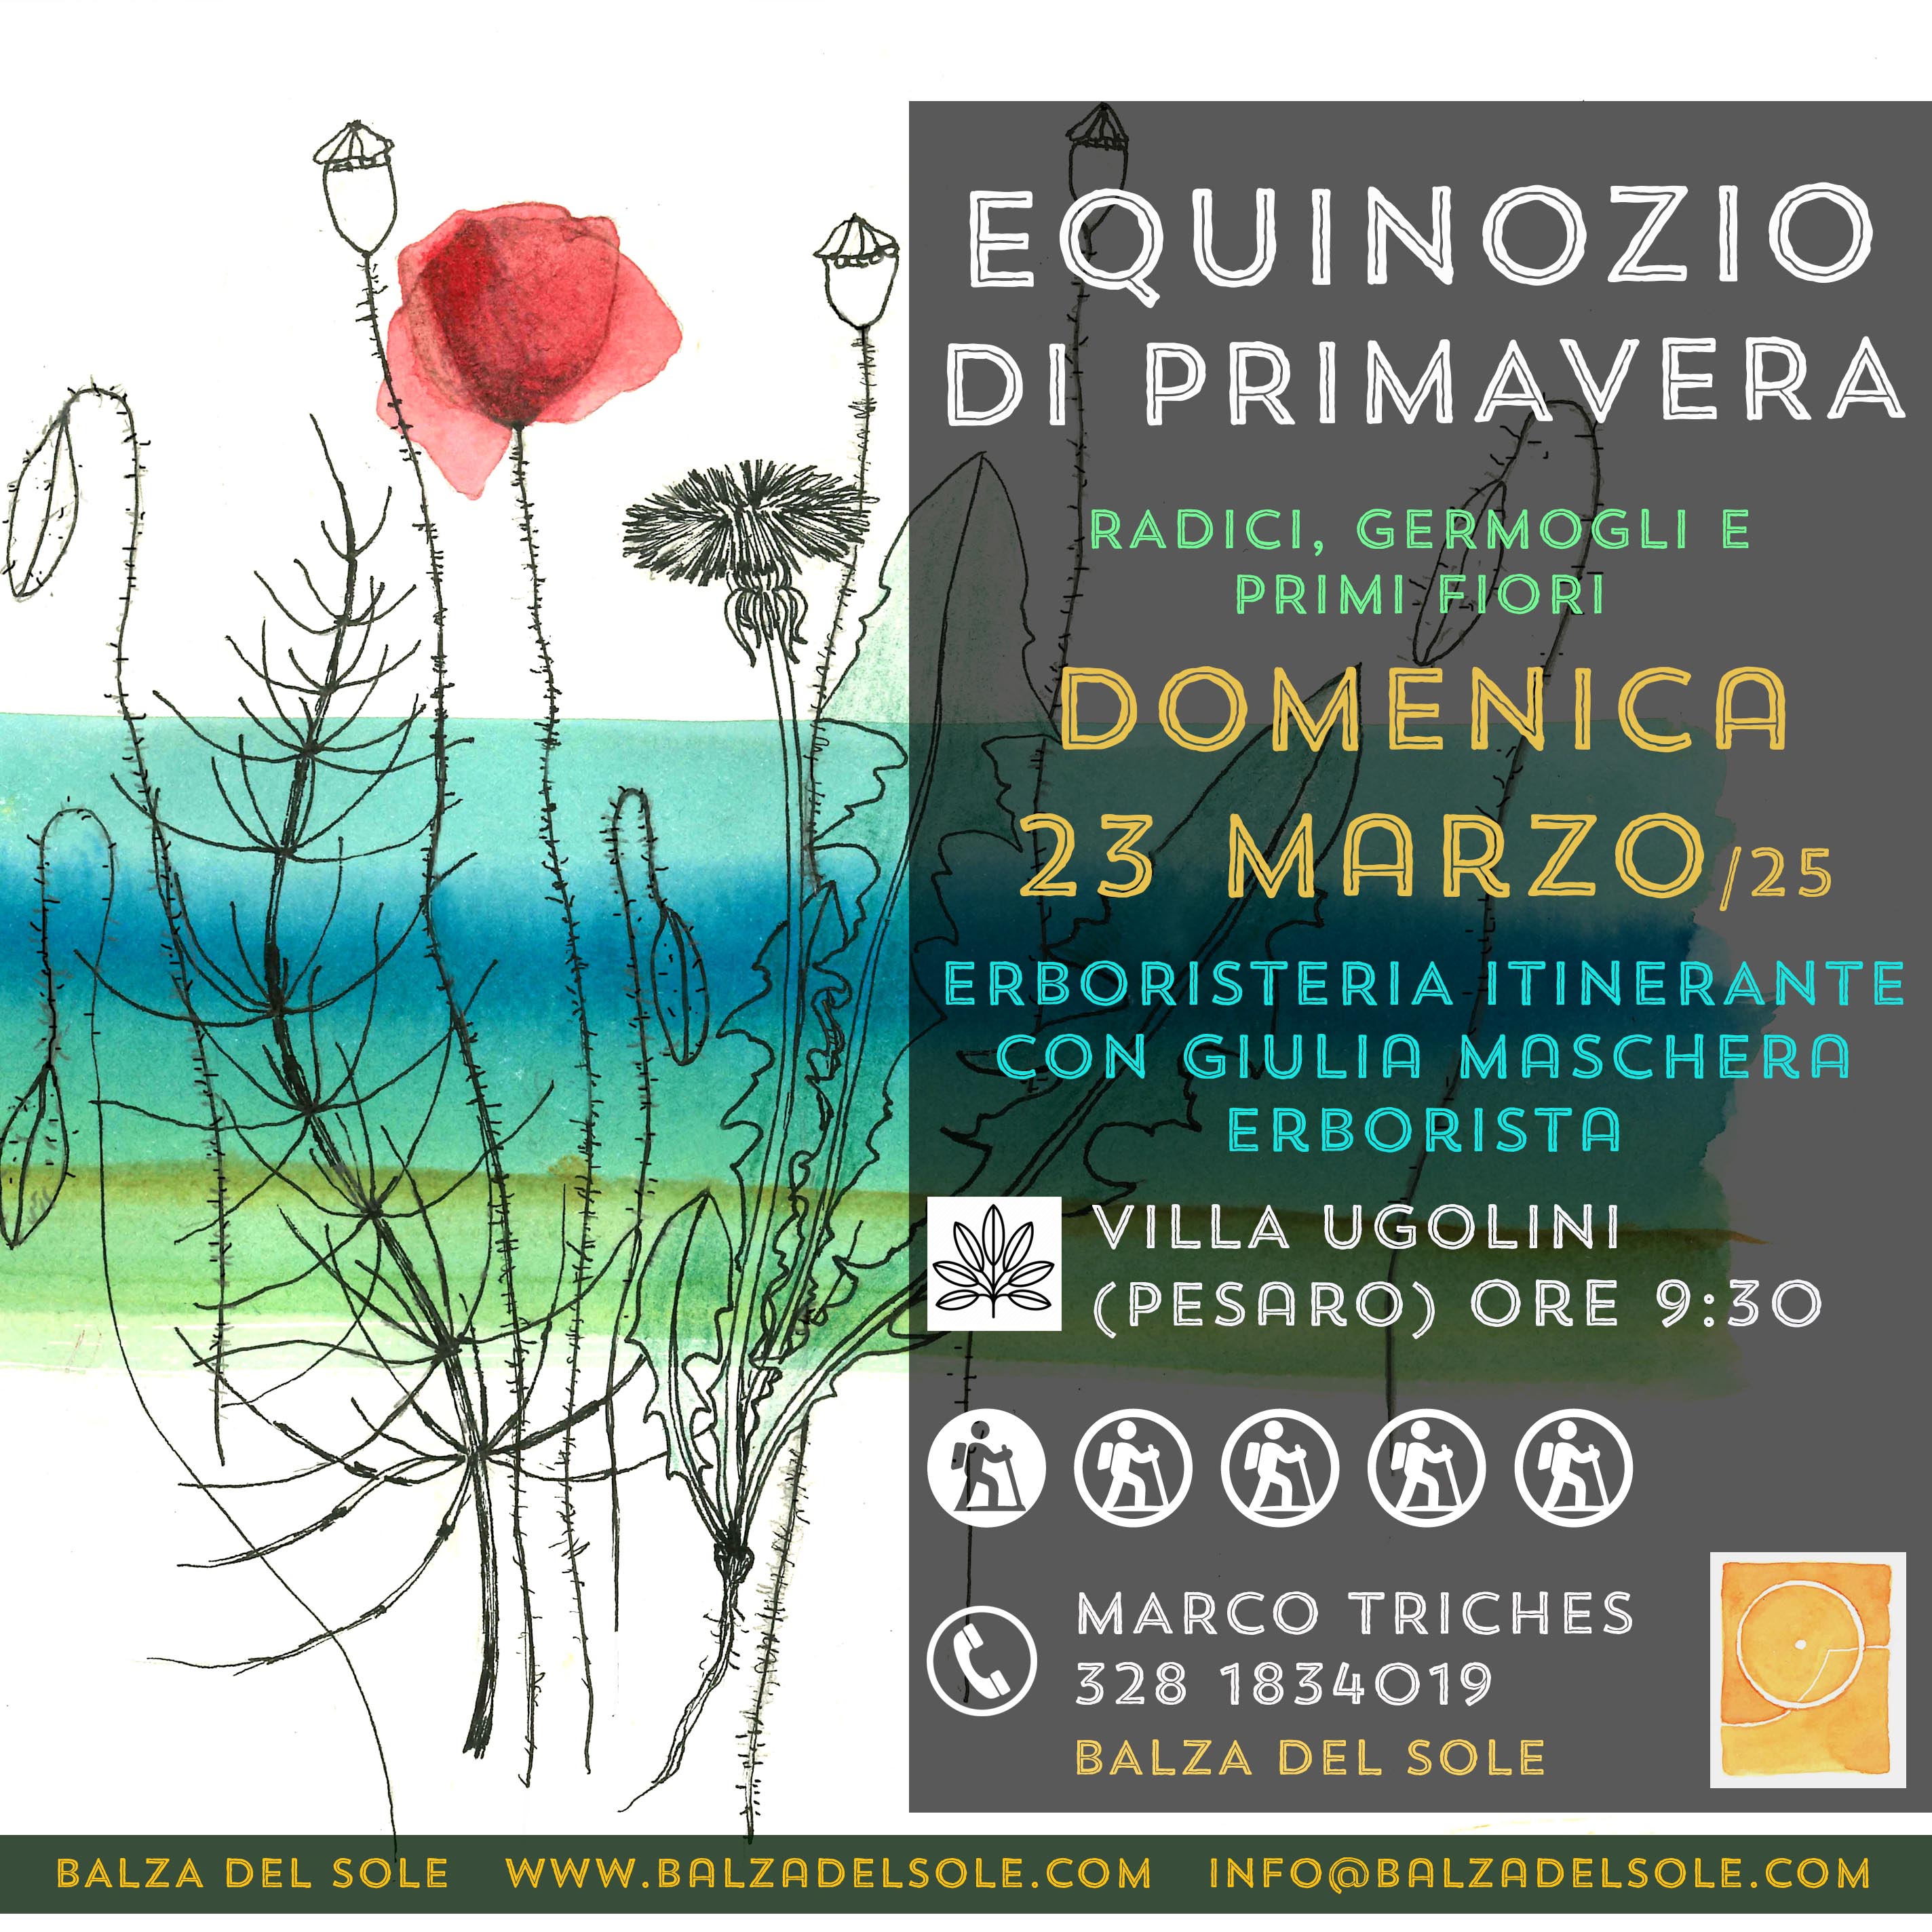 EQUINOZIO
DI PRIMAVERA
RADICI, GERMOGLI E
PRIMI FIORI
DOMENICA
23 MARZO/25
ERBORISTERIA ITINERANTE
CON GIULIA MASCHERA
ERBORISTA
VILLA UGOLINI
(PESARO) ORE 9:30
MARCO TRICHES
328 1834019
BALZA DEL SOLE
BALZA DEL SOLE WWW.BALZADELSOLE.COM INFO@BALZADELSOLE.COM